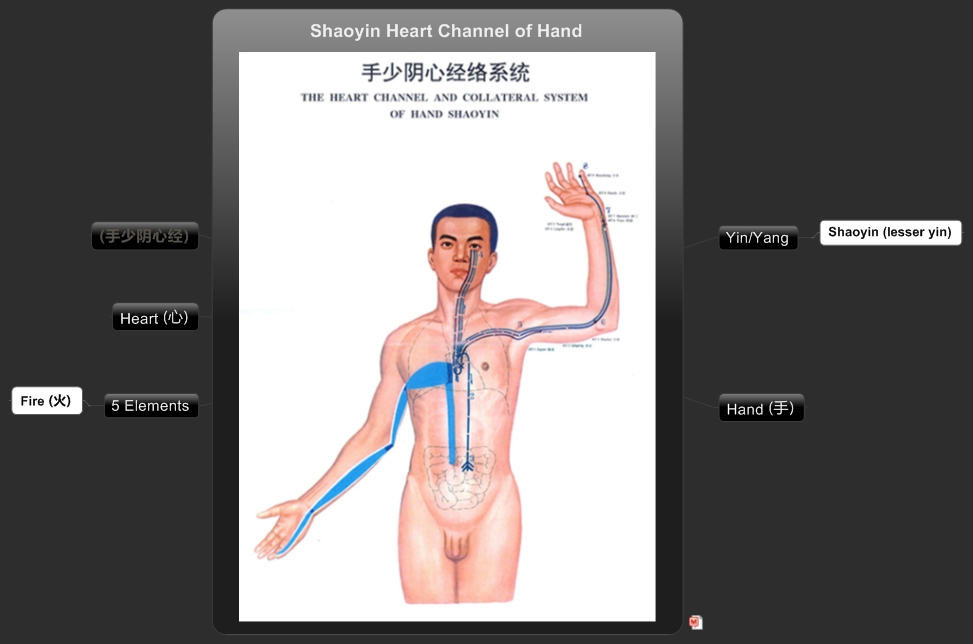 Shaoyin Heart Channel of Hand
手少阴心经络系统
THE HEART CHANNEL AND COLLATERAL SYSTEM
OF HAND SHAOYIN
8
7
(手少阴心经)
Yin/Yang
Shaoyin (lesser yin)
Heart (心)
Fire (火)
5 Elements
Hand (手)